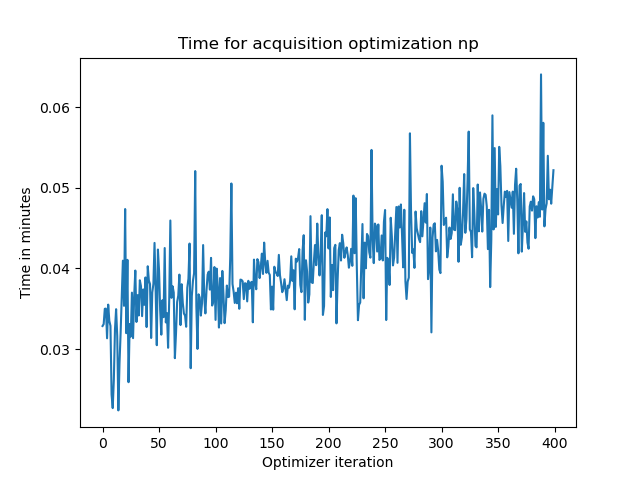 Time for acquisition optimization np
0.06
0.05
0.04
0.03
Time in minutes
0 50 100 150 200 250 300 350 400
Optimizer iteration